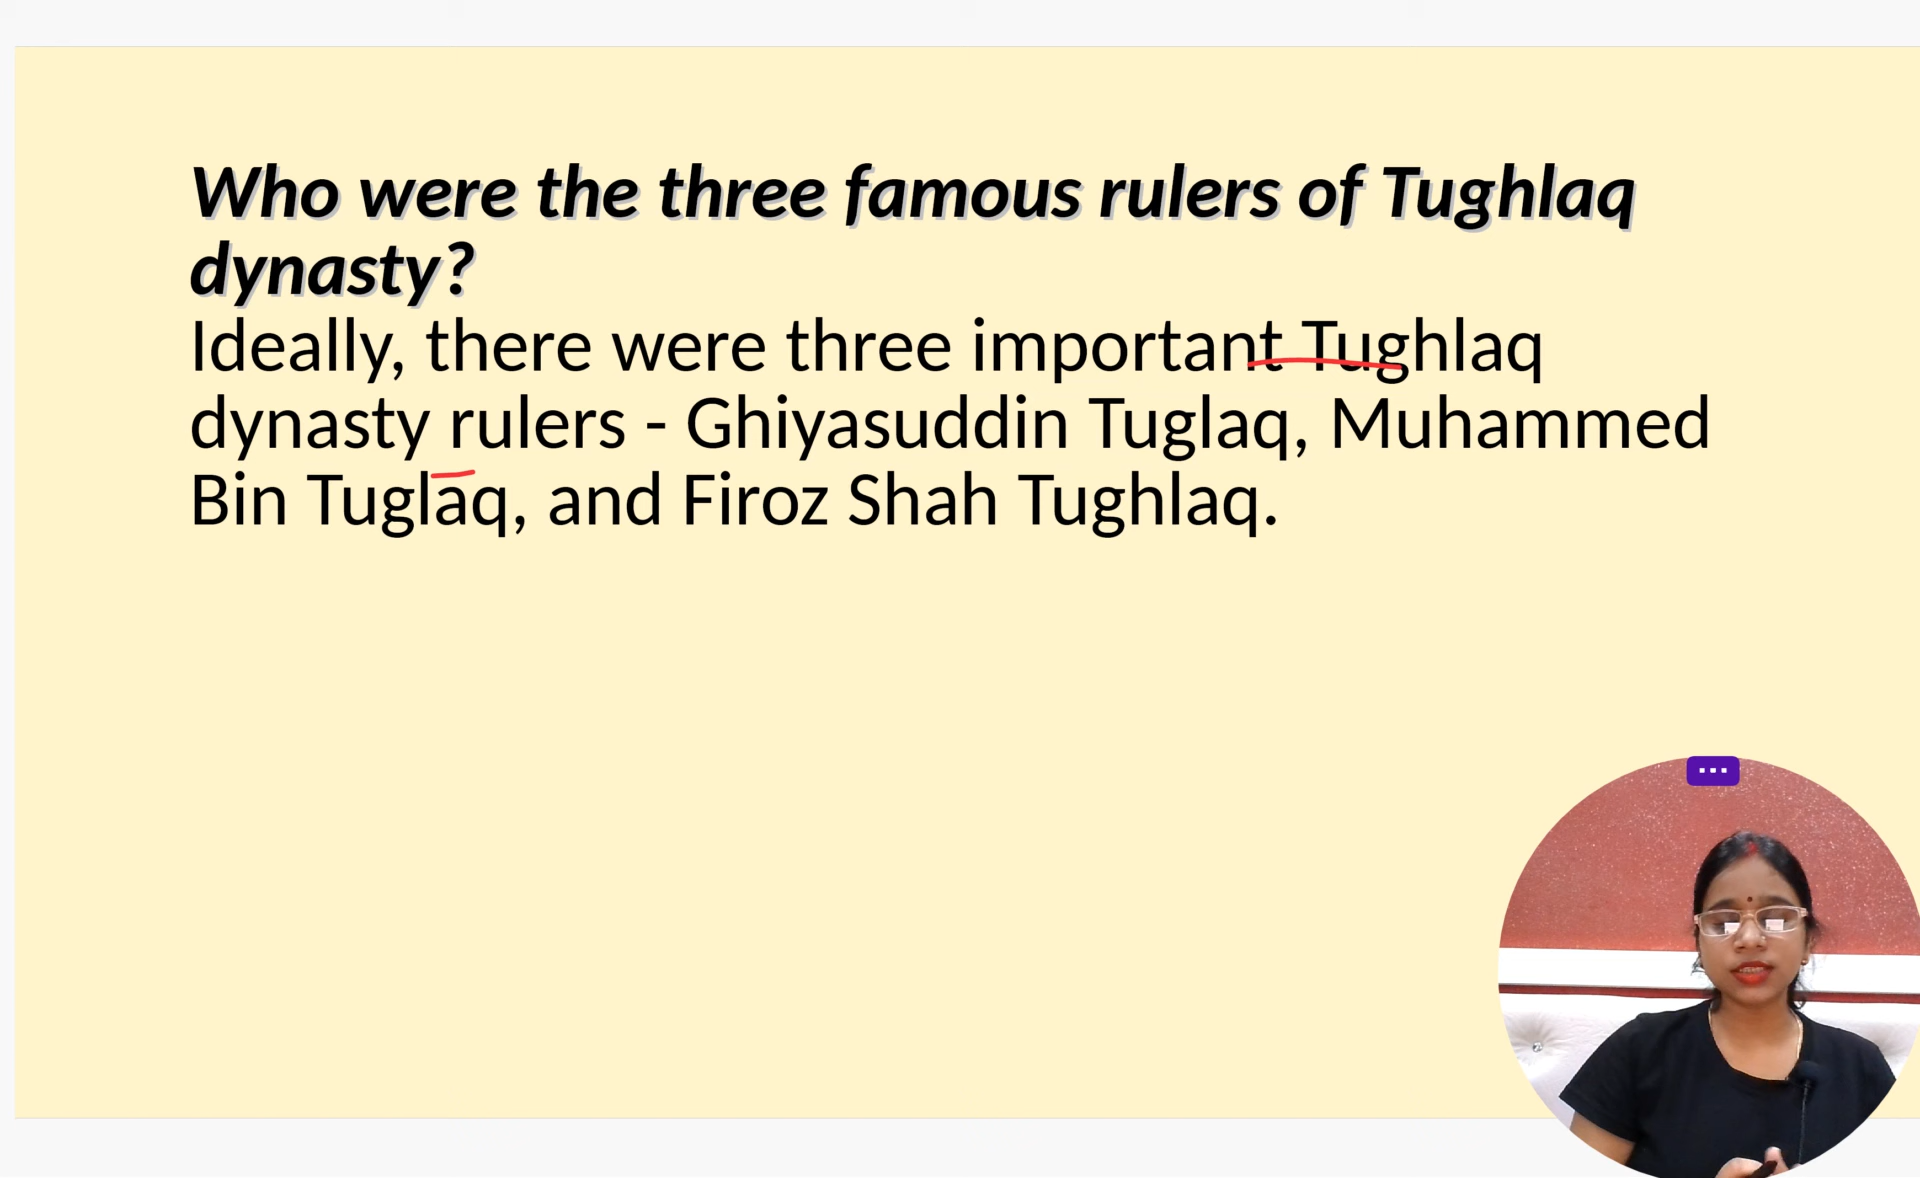 Who were the three famous rulers of Tughlaq
dynasty?
Ideally, there were three important Tughlaq
dynasty rulers - Ghiyasuddin Tuglaq, Muhammed
Bin Tuglaq, and Firoz Shah Tughlaq.